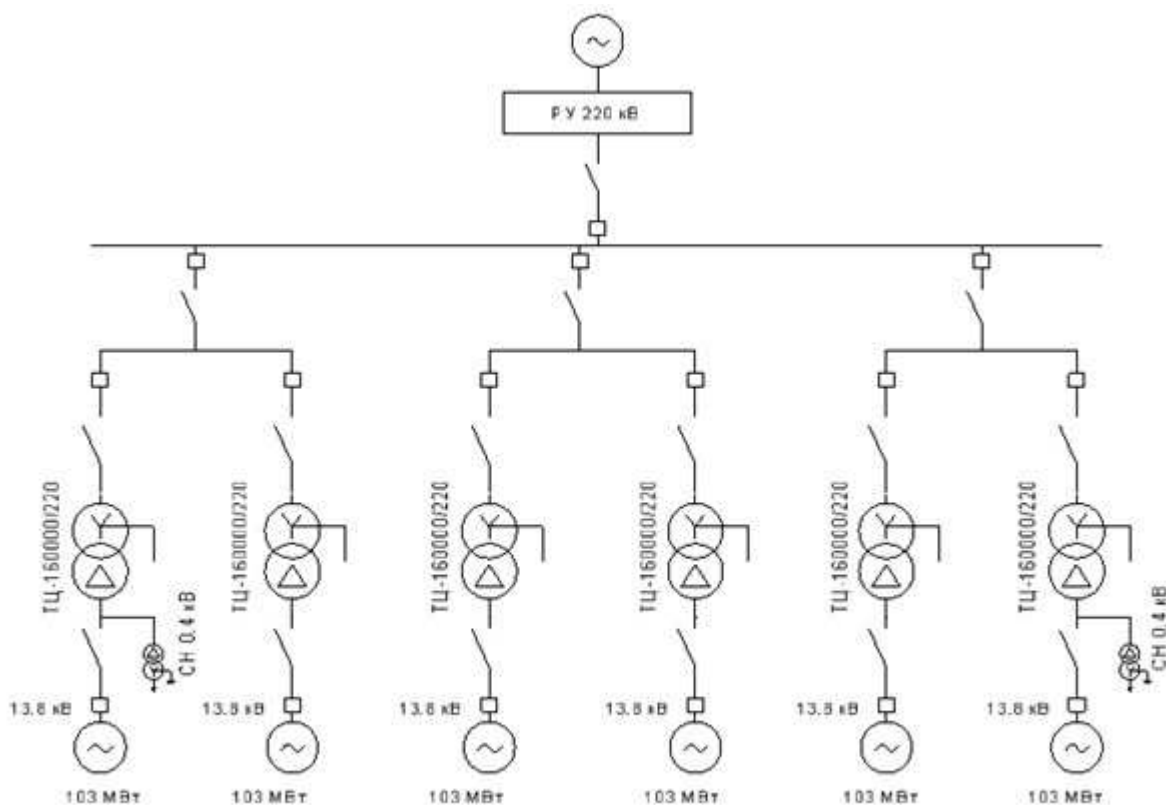 РУ 220 кВ
ТЦ-160000/220
ТЦ-160000/220
ТЦ-160000/220
ТЦ-160000/220
ТЦ-160000/220
ТЦ-160000/220
СН 0.4 кВ
СН 0.4 кВ
13.8 кВ
13.8 кВ
13.8 кВ
13.8 кВ
13.8 кВ
13.8 кВ
103 МВт
103 МВт
103 МВт
103 МВт
103 МВт
103 МВт